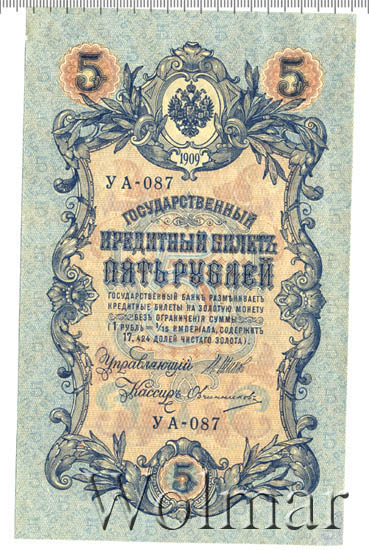 5 5
1909
УА-087
ГОСУДАРСТВЕННЫЙ
КРЕДИТНЫЙ БИЛЕТЪ
ПЯТЬ РУБЛЕЙ
ГОСУДАРСТВЕННЫЙ БАНКЪ РАЗМѢНИВАЕТЪ
КРЕДИТНЫЕ БИЛЕТЫ НА ЗОЛОТУЮ МОНЕТУ
БЕЗЪ ОГРАНИЧЕНІЯ СУММЫ
(1 РУБЛЬ = 1/15 ИМПЕРІАЛА, СОДЕРЖИТЪ
17,424 ДОЛЕЙ ЧИСТАГО ЗОЛОТА).
Управляющій
Кассиръ Овчинниковъ
УА-087
5
Wolmar